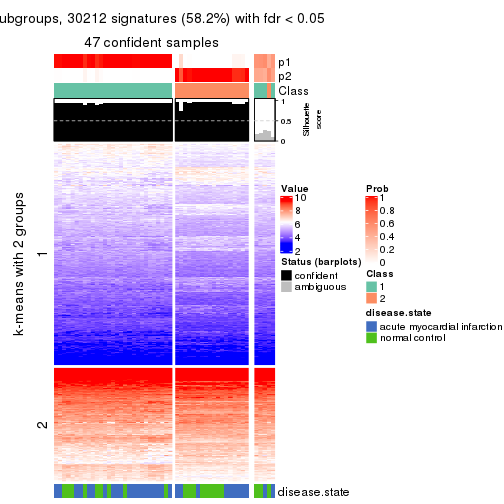 ubgroups, 30212 signatures (58.2%) with fdr < 0.05
47 confident samples
p1
p2
Class
1
0.5
0
Silhouette
score
k-means with 2 groups
1
2
Value
10
8
6
4
2
Status (barplots)
confident
ambiguous
Prob
1
0.8
0.6
0.4
0.2
0
Class
1
2
disease.state
acute myocardial infarction
normal control
disease.state